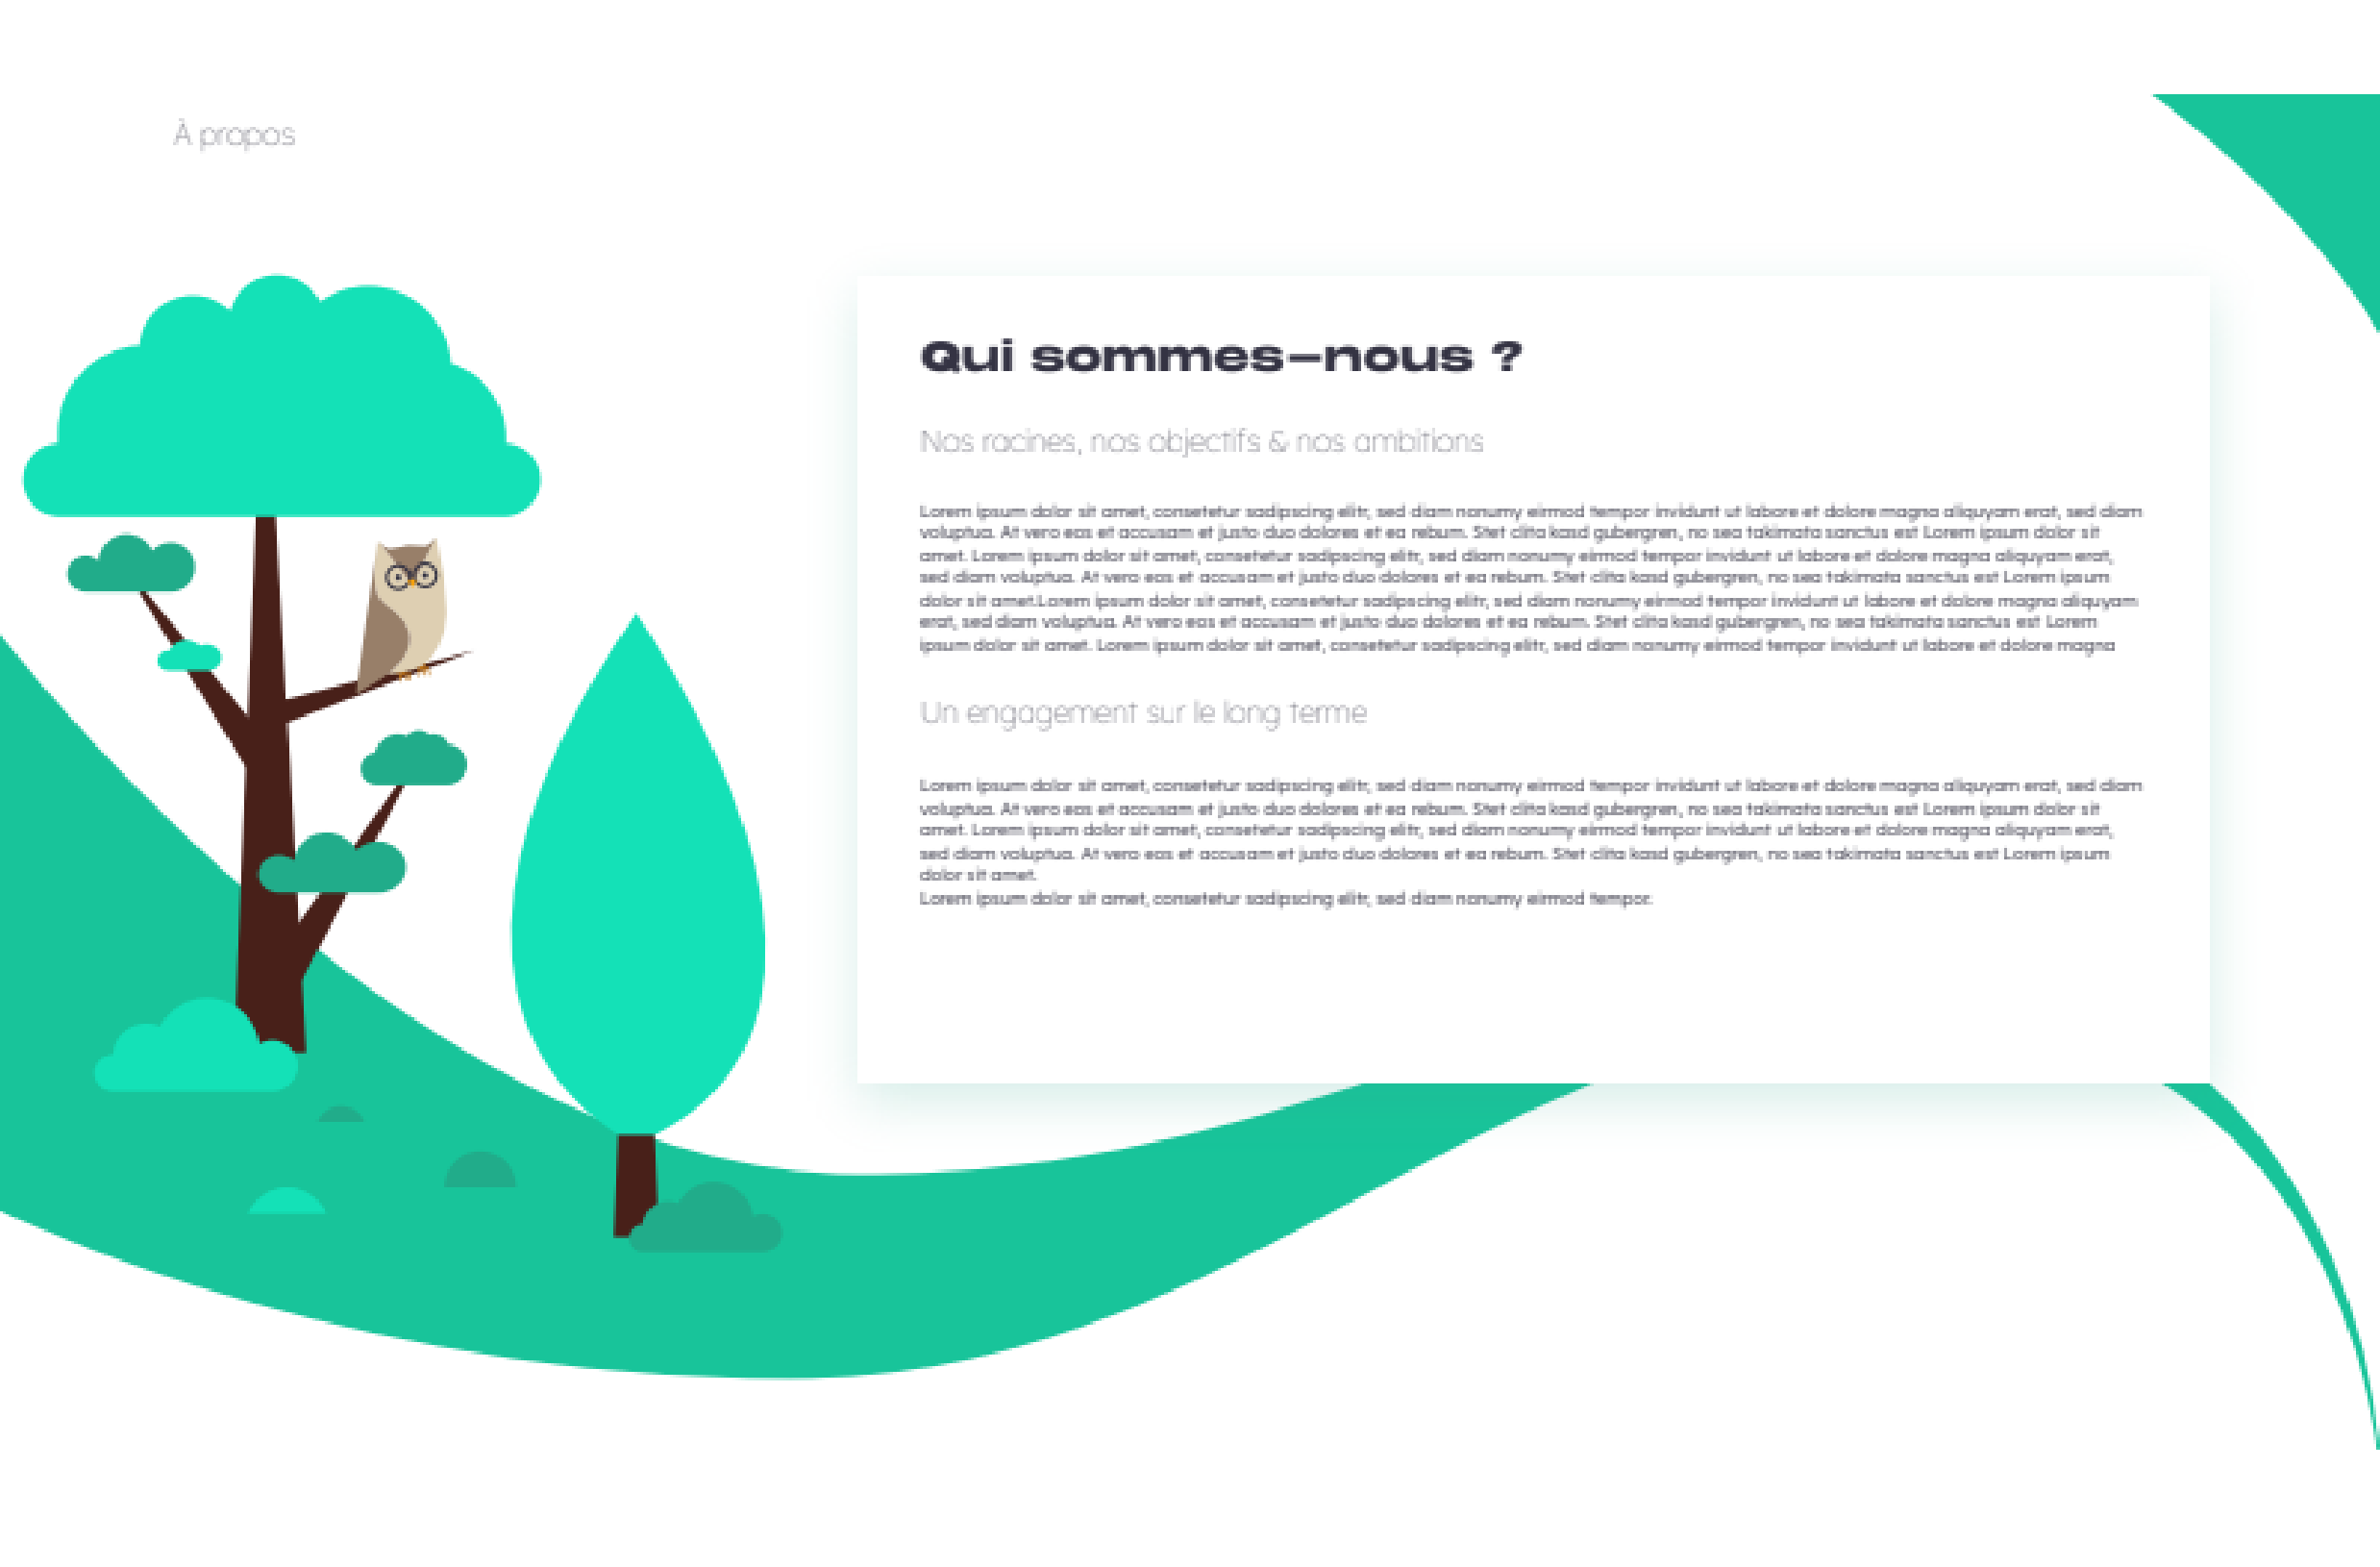 À propos
Qui sommes-nous ?
Nos racines, nos objectifs & nos ambitions
Lorem ipsum dolor sit amet, consetetur sadipscing elitr, sed diam nonumy eirmod tempor invidunt ut labore et dolore magna aliquyam erat, sed diam
voluptua. At vero eos et accusam et justo duo dolores et ea rebum. Stet clita kasd gubergren, no sea takimata sanctus est Lorem ipsum dolor sit
amet. Lorem ipsum dolor sit amet, consetetur sadipscing elitr, sed diam nonumy eirmod tempor invidunt ut labore et dolore magna aliquyam erat,
sed diam voluptua. At vero eos et accusam et justo duo dolores et ea rebum. Stet clita kasd gubergren, no sea takimata sanctus est Lorem ipsum
dolor sit amet.Lorem ipsum dolor sit amet, consetetur sadipscing elitr, sed diam nonumy eirmod tempor invidunt ut labore et dolore magna aliquyam
erat, sed diam voluptua. At vero eos et accusam et justo duo dolores et ea rebum. Stet clita kasd gubergren, no sea takimata sanctus est Lorem
ipsum dolor sit amet. Lorem ipsum dolor sit amet, consetetur sadipscing elitr, sed diam nonumy eirmod tempor invidunt ut labore et dolore magna
Un engagement sur le long terme
Lorem ipsum dolor sit amet, consetetur sadipscing elitr, sed diam nonumy eirmod tempor invidunt ut labore et dolore magna aliquyam erat, sed diam
voluptua. At vero eos et accusam et justo duo dolores et ea rebum. Stet clita kasd gubergren, no sea takimata sanctus est Lorem ipsum dolor sit
amet. Lorem ipsum dolor sit amet, consetetur sadipscing elitr, sed diam nonumy eirmod tempor invidunt ut labore et dolore magna aliquyam erat,
sed diam voluptua. At vero eos et accusam et justo duo dolores et ea rebum. Stet clita kasd gubergren, no sea takimata sanctus est Lorem ipsum
dolor sit amet.
Lorem ipsum dolor sit amet, consetetur sadipscing elitr, sed diam nonumy eirmod tempor.